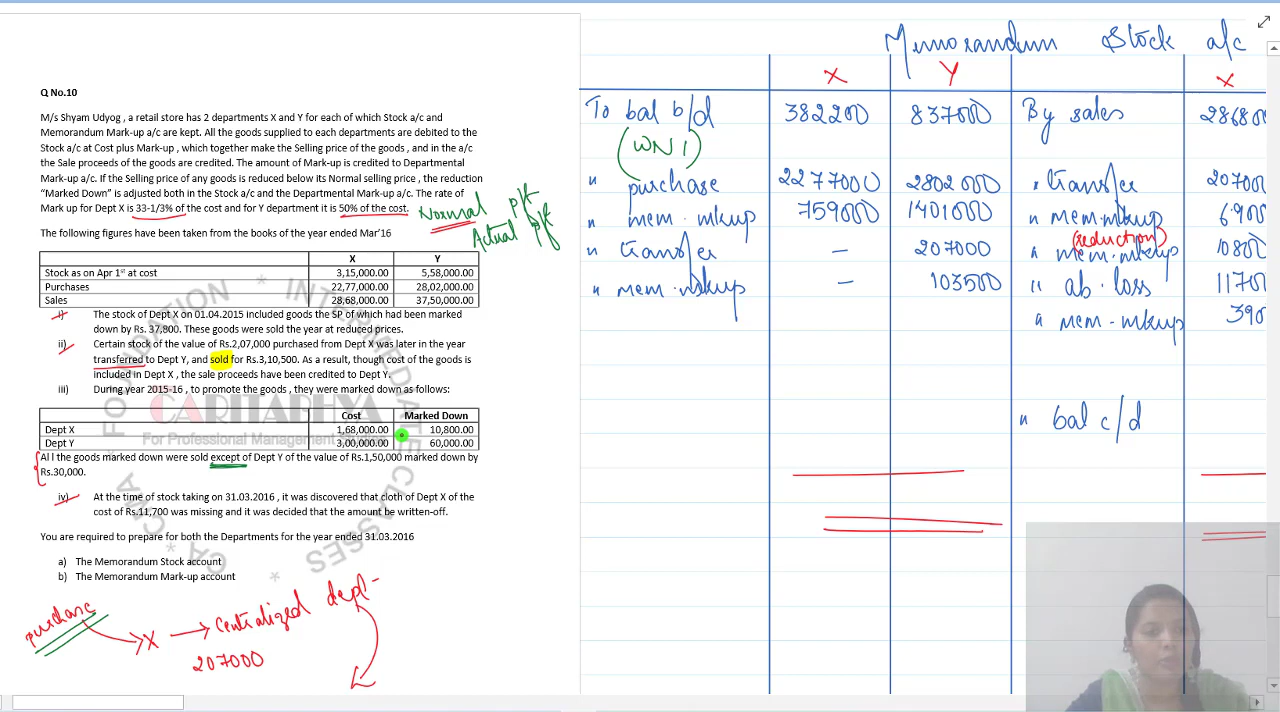 Q No.10
M/s Shyam Udyog , a retail store has 2 departments X and Y for each of which Stock a/c and
Memorandum Mark-up a/c are kept. All the goods supplied to each departments are debited to the
Stock a/c at Cost plus Mark-up , which together make the Selling price of the goods , and in the a/c
the Sale proceeds of the goods are credited. The amount of Mark-up is credited to Departmental
Mark-up a/c. If the Selling price of any goods is reduced below its Normal selling price , the reduction
"Marked Down" is adjusted both in the Stock a/c and the Departmental Mark-up a/c. The rate of
Mark up for Dept X is 33-1/3% of the cost and for Y department it is 50% of the cost.
Normal pft
Actual pft
The following figures have been taken from the books of the year ended Mar'16
X Y
Stock as on Apr 1st at cost 3,15,000.00 5,58,000.00
Purchases 22,77,000.00 28,02,000.00
Sales 28,68,000.00 37,50,000.00
i) The stock of Dept X on 01.04.2015 included goods the SP of which had been marked
down by Rs. 37,800. These goods were sold the year at reduced prices.
ii) Certain stock of the value of Rs.2,07,000 purchased from Dept X was later in the year
transferred to Dept Y, and sold for Rs.3,10,500. As a result, though cost of the goods is
included in Dept X , the sale proceeds have been credited to Dept Y.
iii) During year 2015-16 , to promote the goods , they were marked down as follows:
Cost Marked Down
Dept X 1,68,000.00 10,800.00
Dept Y 3,00,000.00 60,000.00
All the goods marked down were sold except of Dept Y of the value of Rs.1,50,000 marked down by
Rs.30,000.
iv) At the time of stock taking on 31.03.2016 , it was discovered that cloth of Dept X of the
cost of Rs.11,700 was missing and it was decided that the amount be written-off.
You are required to prepare for both the Departments for the year ended 31.03.2016
a) The Memorandum Stock account
b) The Memorandum Mark-up account
purchase
X → Centralized dept
207000
CARITABHYA
For Professional Management Studies
CA * CMA * FOUNDATION * INTERMEDIATE CLASSES *
Memorandum Stock a/c
X Y X
To bal b/d 382200 837000 By sales 286800
(WN 1)
" purchase 2277000 2802000 " transfer 207000
" mem. mkup 759000 1401000 " mem. mkup 6900
(reduction)
" transfer – 207000 " mem. mkup 10800
" mem. mkup – 103500 " ab. loss 11700
" mem. mkup 390
" bal c/d